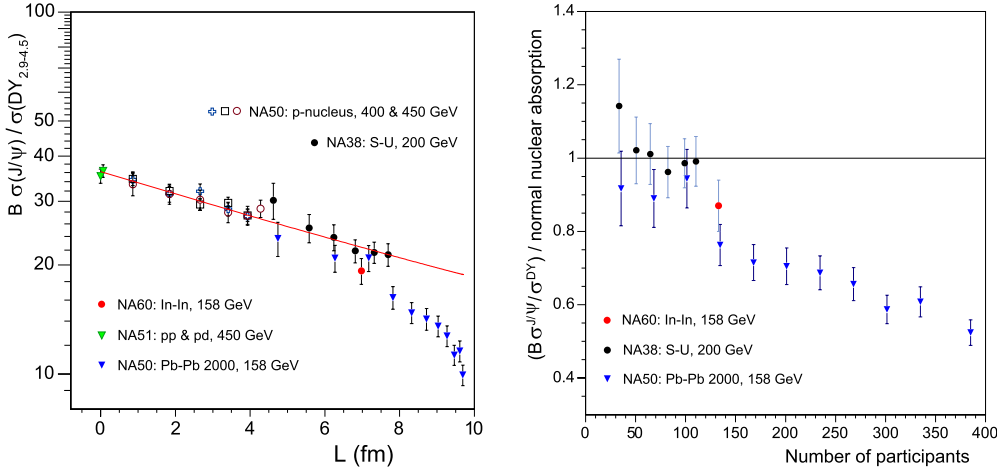 B σ(J/ψ) / σ(DY2.9-4.5)
100
50
40
30
20
10
NA50: p-nucleus, 400 & 450 GeV
NA38: S-U, 200 GeV
NA60: In-In, 158 GeV
NA51: pp & pd, 450 GeV
NA50: Pb-Pb 2000, 158 GeV
0 2 4 6 8 10
L (fm)
(B σJ/ψ/σDY) / normal nuclear absorption
1.4
1.2
1
0.8
0.6
0.4
NA60: In-In, 158 GeV
NA38: S-U, 200 GeV
NA50: Pb-Pb 2000, 158 GeV
0 50 100 150 200 250 300 350 400
Number of participants